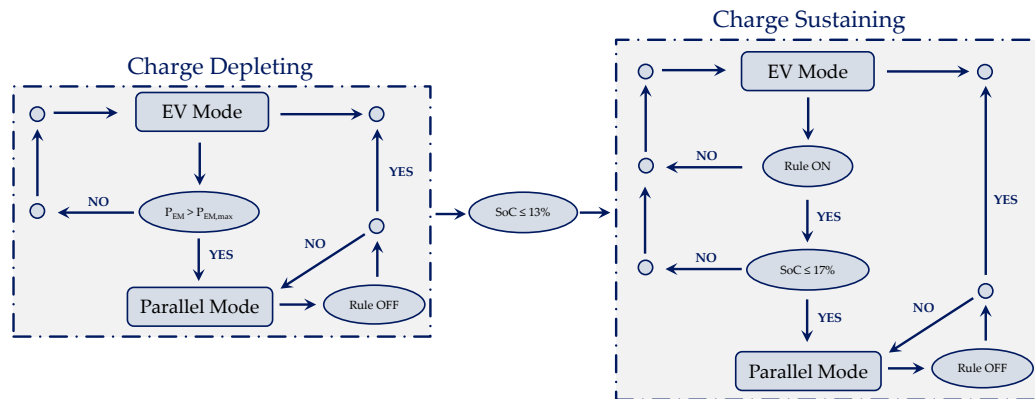 Charge Depleting
EV Mode
NO
P_EM > P_EM,max
YES
YES
NO
Parallel Mode
Rule OFF
SoC ≤ 13%
Charge Sustaining
EV Mode
NO
Rule ON
YES
YES
NO
SoC ≤ 17%
YES
NO
Parallel Mode
Rule OFF